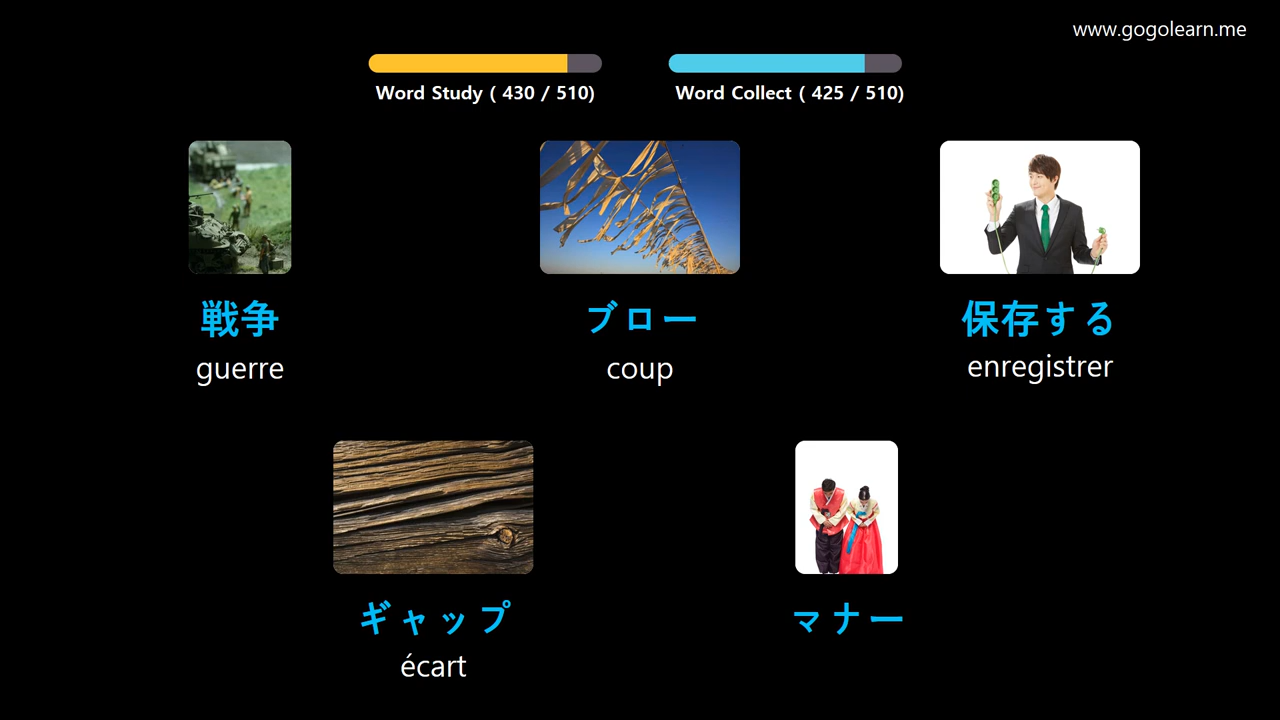 www.gogolearn.me
Word Study ( 430 / 510)
Word Collect ( 425 / 510)
戦争
guerre
ブロー
coup
保存する
enregistrer
ギャップ
écart
マナー